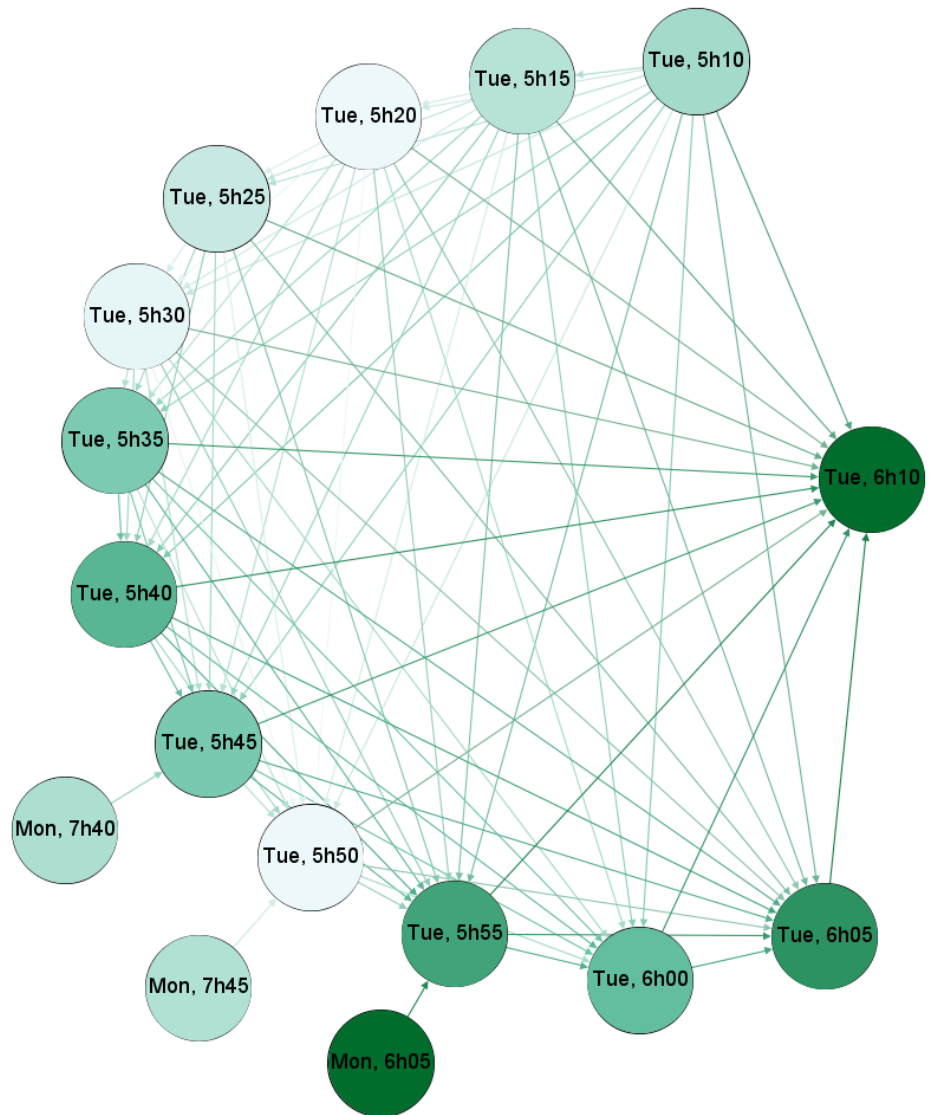 Tue, 5h10
Tue, 5h15
Tue, 5h20
Tue, 5h25
Tue, 5h30
Tue, 5h35
Tue, 6h10
Tue, 5h40
Tue, 5h45
Mon, 7h40
Tue, 5h50
Tue, 5h55
Tue, 6h05
Tue, 6h00
Mon, 7h45
Mon, 6h05